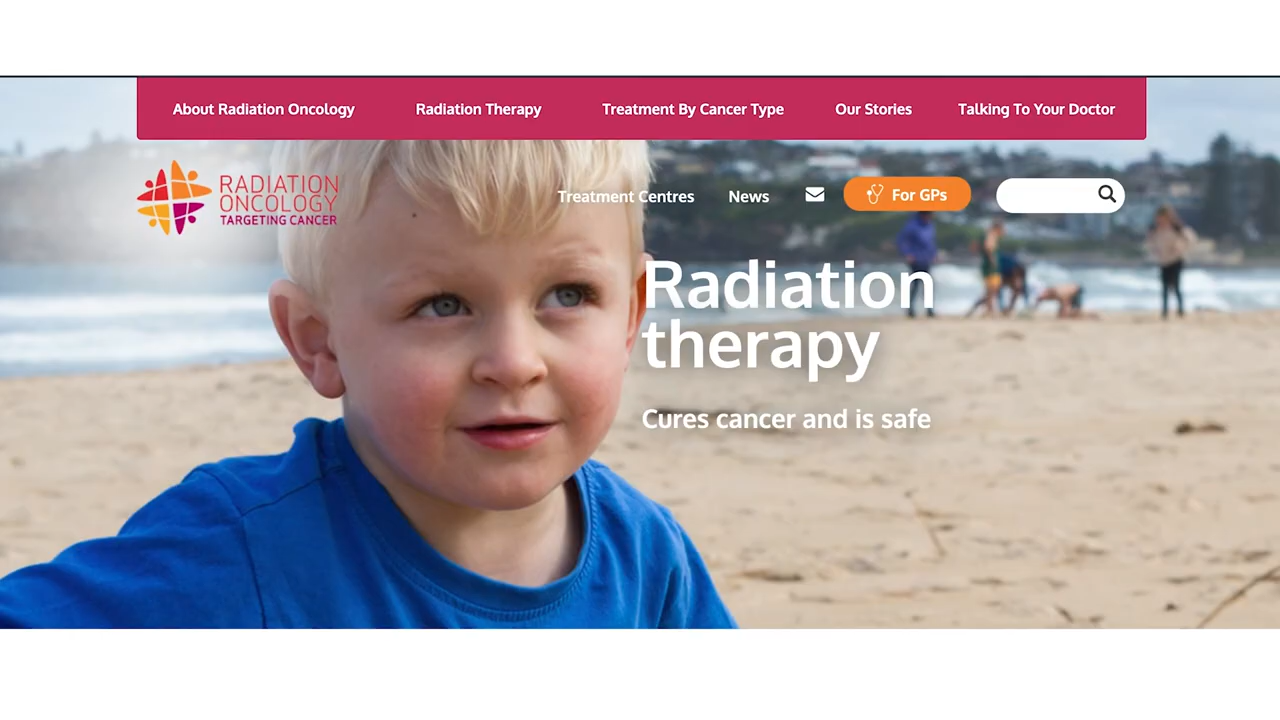 About Radiation Oncology
Radiation Therapy
Treatment By Cancer Type
Our Stories
Talking To Your Doctor
RADIATION
ONCOLOGY
TARGETING CANCER
Treatment Centres
News
For GPs
Radiation
therapy
Cures cancer and is safe